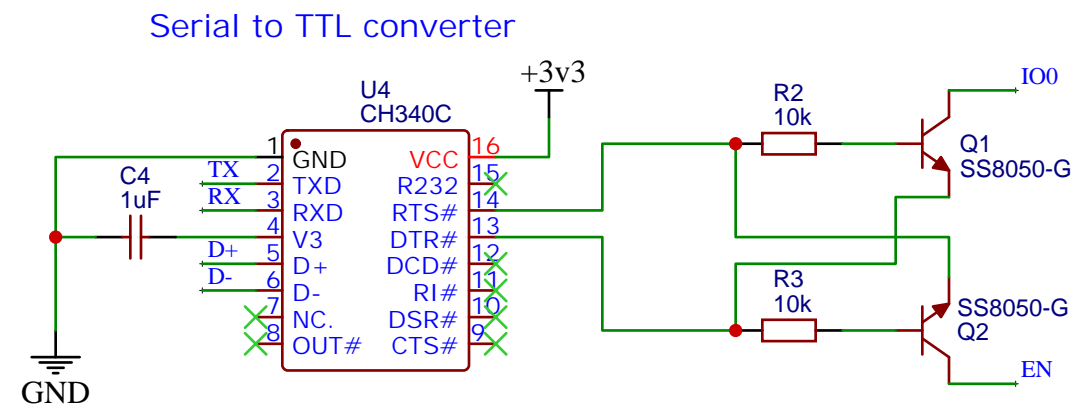 Serial to TTL converter
+3v3
U4
CH340C
IO0
R2
10k
Q1
SS8050-G
C4
1uF
GND
TX
RX
D+
D-
1
GND
2
TXD
3
RXD
4
V3
5
D+
6
D-
7
NC.
8
OUT#
16
VCC
15
R232
14
RTS#
13
DTR#
12
DCD#
11
RI#
10
DSR#
9
CTS#
R3
10k
SS8050-G
Q2
EN